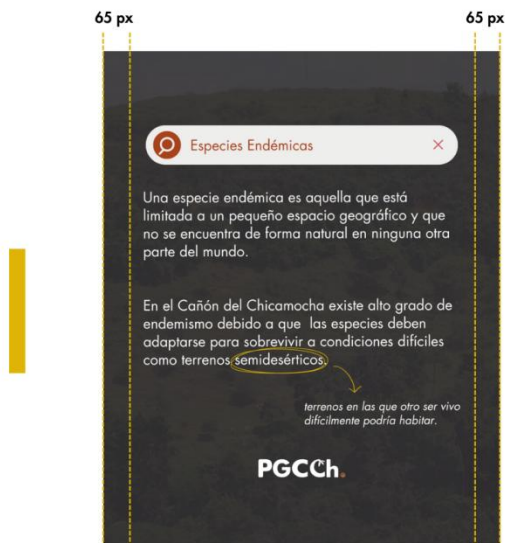 65 px 65 px
Especies Endémicas
Una especie endémica es aquella que está
limitada a un pequeño espacio geográfico y que
no se encuentra de forma natural en ninguna otra
parte del mundo.
En el Cañón del Chicamocha existe alto grado de
endemismo debido a que las especies deben
adaptarse para sobrevivir a condiciones difíciles
como terrenos semidesérticos.
terrenos en las que otro ser vivo
difícilmente podría habitar.
PGCCh.